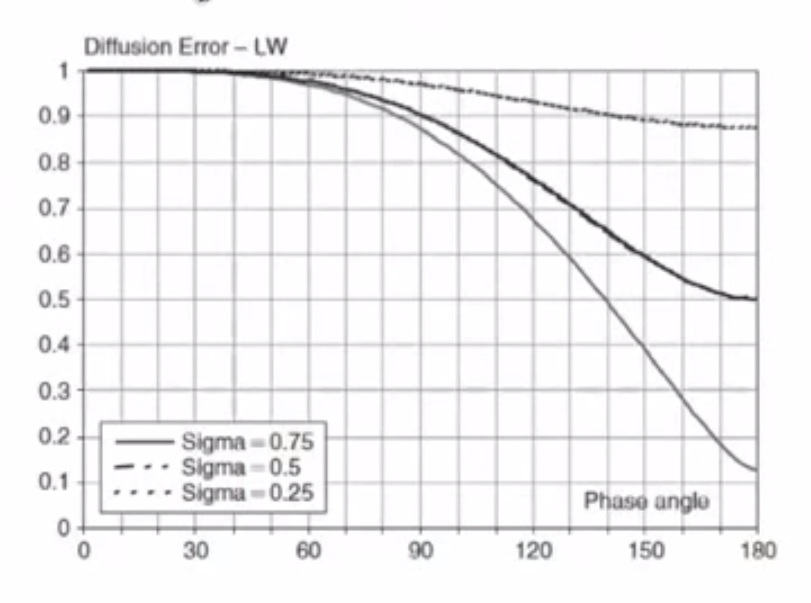 Diffusion Error – LW
1
0.9
0.8
0.7
0.6
0.5
0.4
0.3
0.2
0.1
0
Sigma = 0.75
Sigma = 0.5
Sigma = 0.25
Phase angle
0 30 60 90 120 150 180